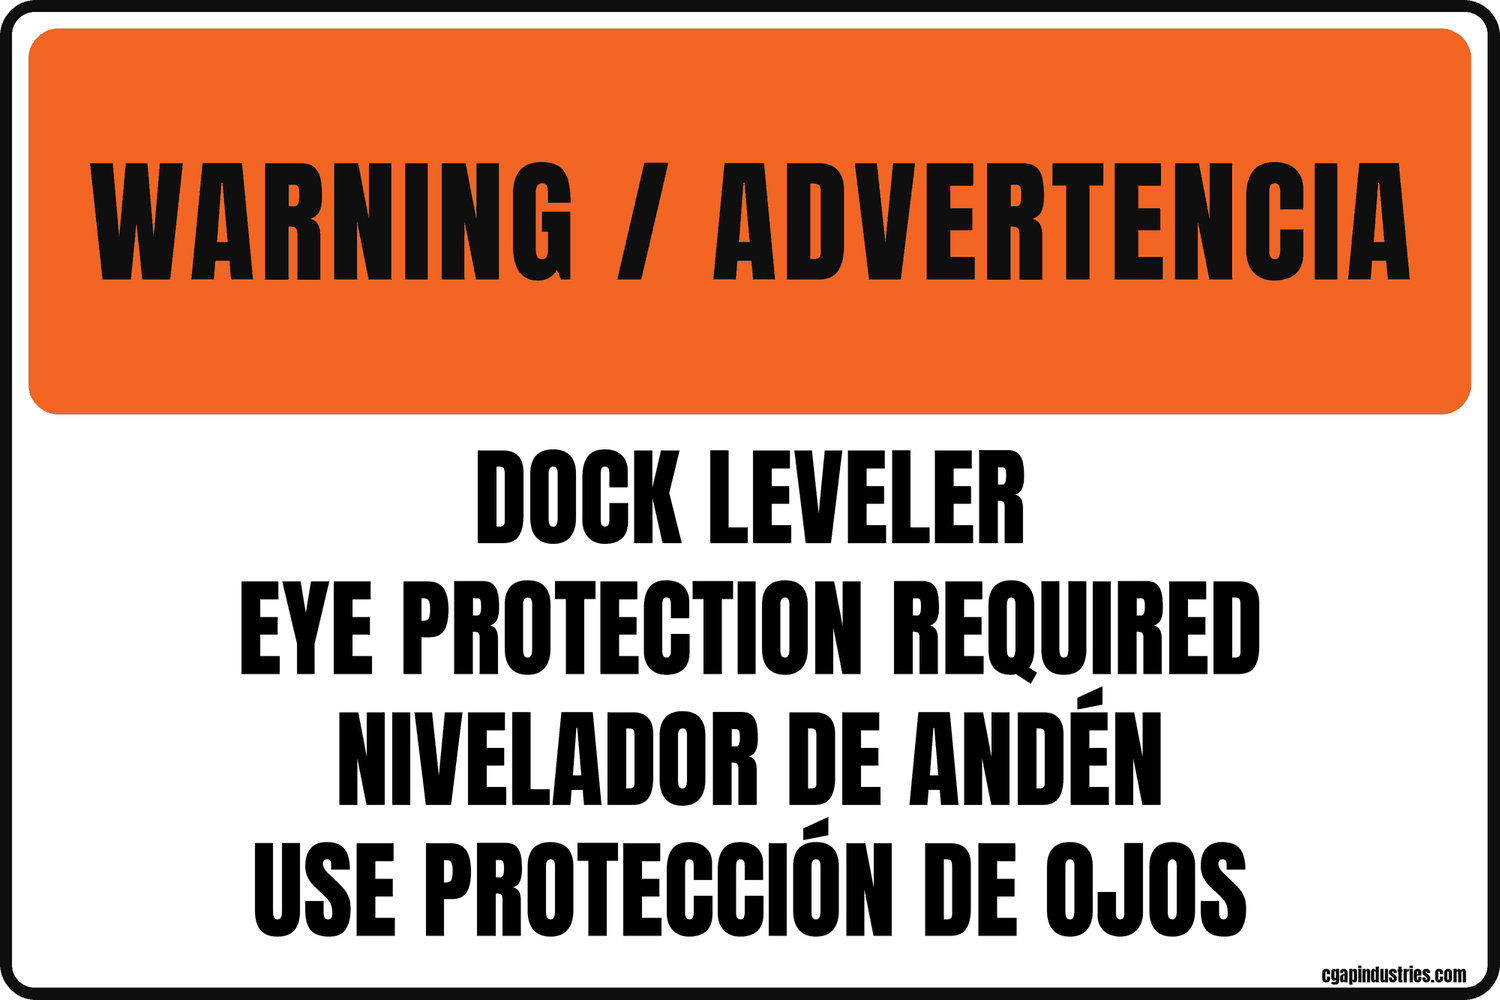 WARNING / ADVERTENCIA
DOCK LEVELER
EYE PROTECTION REQUIRED
NIVELADOR DE ANDÉN
USE PROTECCIÓN DE OJOS
cgapindustries.com